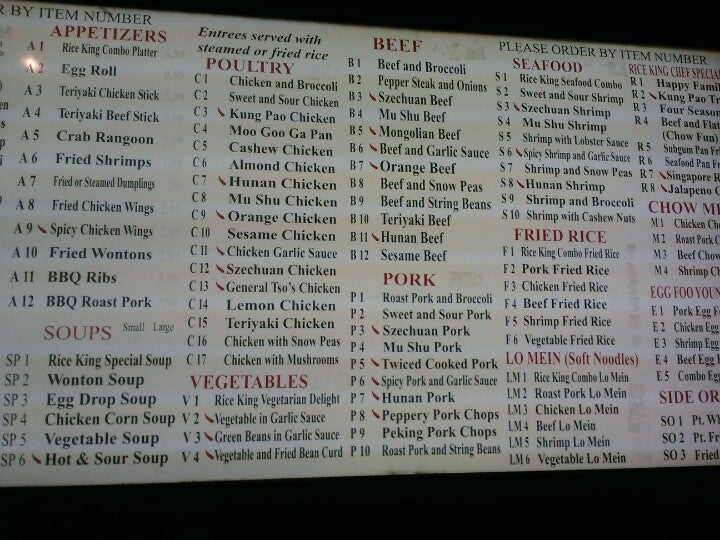 R BY ITEM NUMBER
APPETIZERS
A 1 Rice King Combo Platter
A 2 Egg Roll
A 3 Teriyaki Chicken Stick
A 4 Teriyaki Beef Stick
A 5 Crab Rangoon
A 6 Fried Shrimps
A 7 Fried or Steamed Dumplings
A 8 Fried Chicken Wings
A 9 Spicy Chicken Wings
A 10 Fried Wontons
A 11 BBQ Ribs
A 12 BBQ Roast Pork
SOUPS Small Large
SP 1 Rice King Special Soup
SP 2 Wonton Soup
SP 3 Egg Drop Soup
SP 4 Chicken Corn Soup
SP 5 Vegetable Soup
SP 6 Hot & Sour Soup
Entrees served with
steamed or fried rice
POULTRY
C 1 Chicken and Broccoli
C 2 Sweet and Sour Chicken
C 3 Kung Pao Chicken
C 4 Moo Goo Ga Pan
C 5 Cashew Chicken
C 6 Almond Chicken
C 7 Hunan Chicken
C 8 Mu Shu Chicken
C 9 Orange Chicken
C 10 Sesame Chicken
C 11 Chicken Garlic Sauce
C 12 Szechuan Chicken
C 13 General Tso's Chicken
C 14 Lemon Chicken
C 15 Teriyaki Chicken
C 16 Chicken with Snow Peas
C 17 Chicken with Mushrooms
VEGETABLES
V 1 Rice King Vegetarian Delight
V 2 Vegetable in Garlic Sauce
V 3 Green Beans in Garlic Sauce
V 4 Vegetable and Fried Bean Curd
BEEF
B 1 Beef and Broccoli
B 2 Pepper Steak and Onions
B 3 Szechuan Beef
B 4 Mu Shu Beef
B 5 Mongolian Beef
B 6 Beef and Garlic Sauce
B 7 Orange Beef
B 8 Beef and Snow Peas
B 9 Beef and String Beans
B 10 Teriyaki Beef
B 11 Hunan Beef
B 12 Sesame Beef
PORK
P 1 Roast Pork and Broccoli
P 2 Sweet and Sour Pork
P 3 Szechuan Pork
P 4 Mu Shu Pork
P 5 Twiced Cooked Pork
P 6 Spicy Pork and Garlic Sauce
P 7 Hunan Pork
P 8 Peppery Pork Chops
P 9 Peking Pork Chops
P 10 Roast Pork and String Beans
PLEASE ORDER BY ITEM NUMBER
SEAFOOD
S 1 Rice King Seafood Combo
S 2 Sweet and Sour Shrimp
S 3 Szechuan Shrimp
S 4 Mu Shu Shrimp
S 5 Shrimp with Lobster Sauce
S 6 Spicy Shrimp and Garlic Sauce
S 7 Shrimp and Snow Peas
S 8 Hunan Shrimp
S 9 Shrimp and Broccoli
S 10 Shrimp with Cashew Nuts
FRIED RICE
F 1 Rice King Combo Fried Rice
F 2 Pork Fried Rice
F 3 Chicken Fried Rice
F 4 Beef Fried Rice
F 5 Shrimp Fried Rice
F 6 Vegetable Fried Rice
LO MEIN (Soft Noodles)
LM 1 Rice King Combo Lo Mein
LM 2 Roast Pork Lo Mein
LM 3 Chicken Lo Mein
LM 4 Beef Lo Mein
LM 5 Shrimp Lo Mein
LM 6 Vegetable Lo Mein
RICE KING CHEF SPECIAL
R 1 Happy Famil
R 2 Kung Pao T
R 3 Four Season
R 4 Beef and Flat
(Chow Fun)
R 5 Subgum Pan Fri
R 6 Seafood Pan Fr
R 7 Singapore R
R 8 Jalapeno C
CHOW ME
M 1 Chicken Chow
M 2 Roast Pork C
M 3 Beef Chow
M 4 Shrimp C
EGG FOO YOUN
E 1 Pork Egg F
E 2 Chicken Egg
E 3 Shrimp Egg
E 4 Beef Egg
E 5 Combo Egg
SIDE OR
SO 1 Pt. Wh
SO 2 Pt. Fr
SO 3 Fried